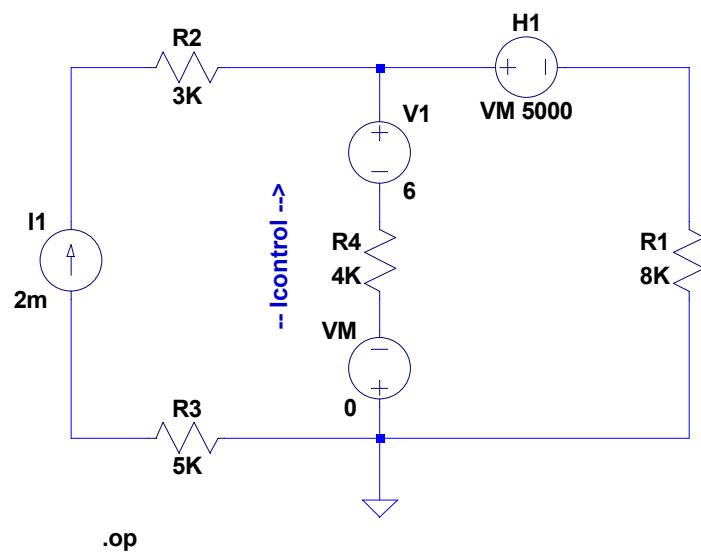 R2
3K
H1
VM 5000
V1
6
-- Icontrol -->
I1
2m
R4
4K
R1
8K
VM
0
R3
5K
.op